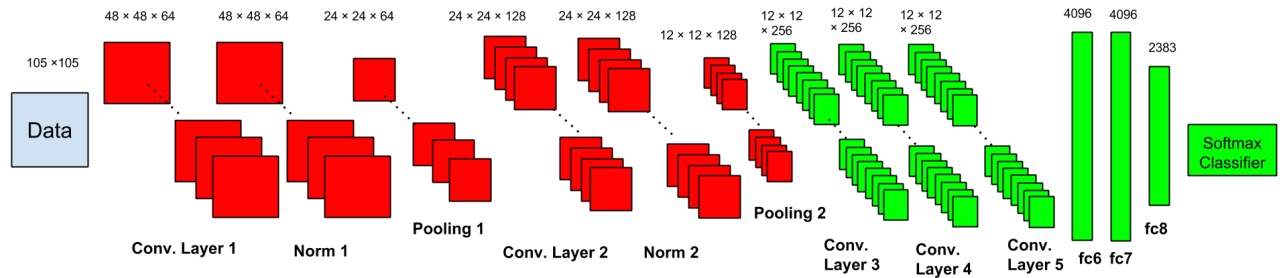 48 × 48 × 64
48 × 48 × 64
24 × 24 × 64
24 × 24 × 128
24 × 24 × 128
12 × 12 × 128
12 × 12
× 256
12 × 12
× 256
12 × 12
× 256
4096
4096
2383
105 ×105
Data
Softmax
Classifier
Conv. Layer 1
Norm 1
Pooling 1
Conv. Layer 2
Norm 2
Pooling 2
Conv.
Layer 3
Conv.
Layer 4
Conv.
Layer 5
fc6
fc7
fc8